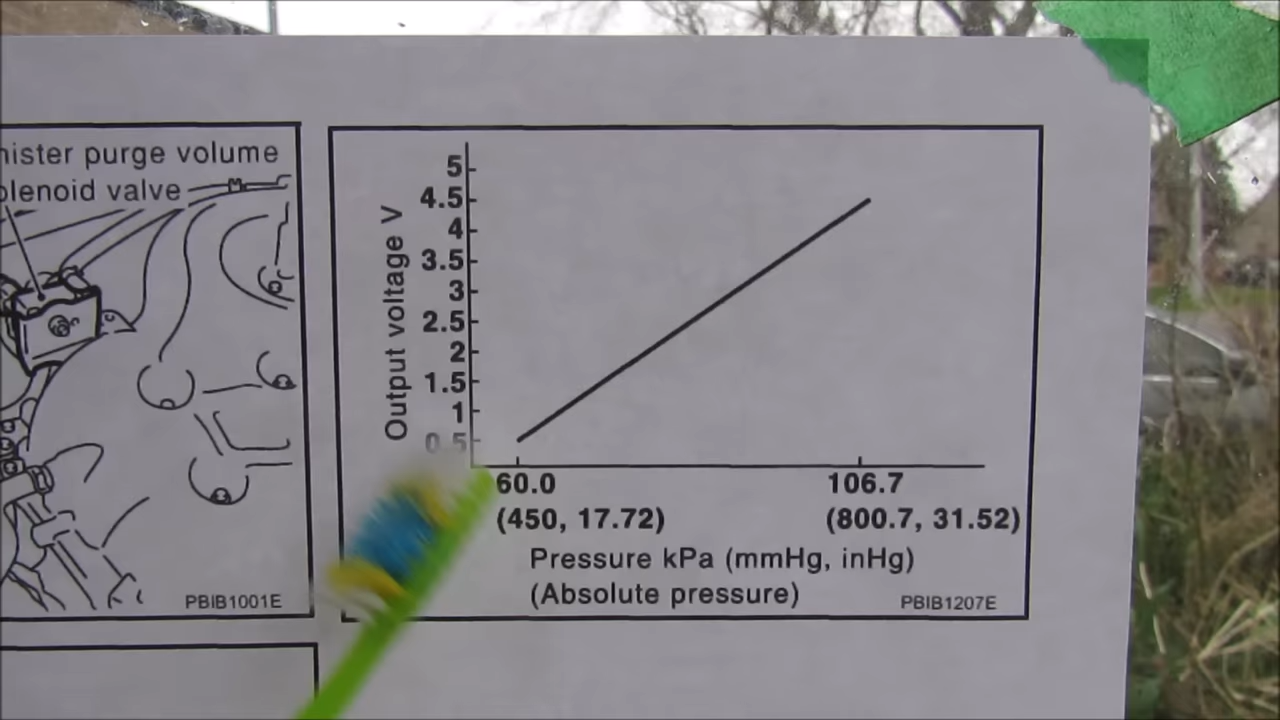 nister purge volume
olenoid valve
PBIB1001E
Output voltage V
5
4.5
4
3.5
3
2.5
2
1.5
1
0.5
60.0
106.7
(450, 17.72)
(800.7, 31.52)
Pressure kPa (mmHg, inHg)
(Absolute pressure)
PBIB1207E